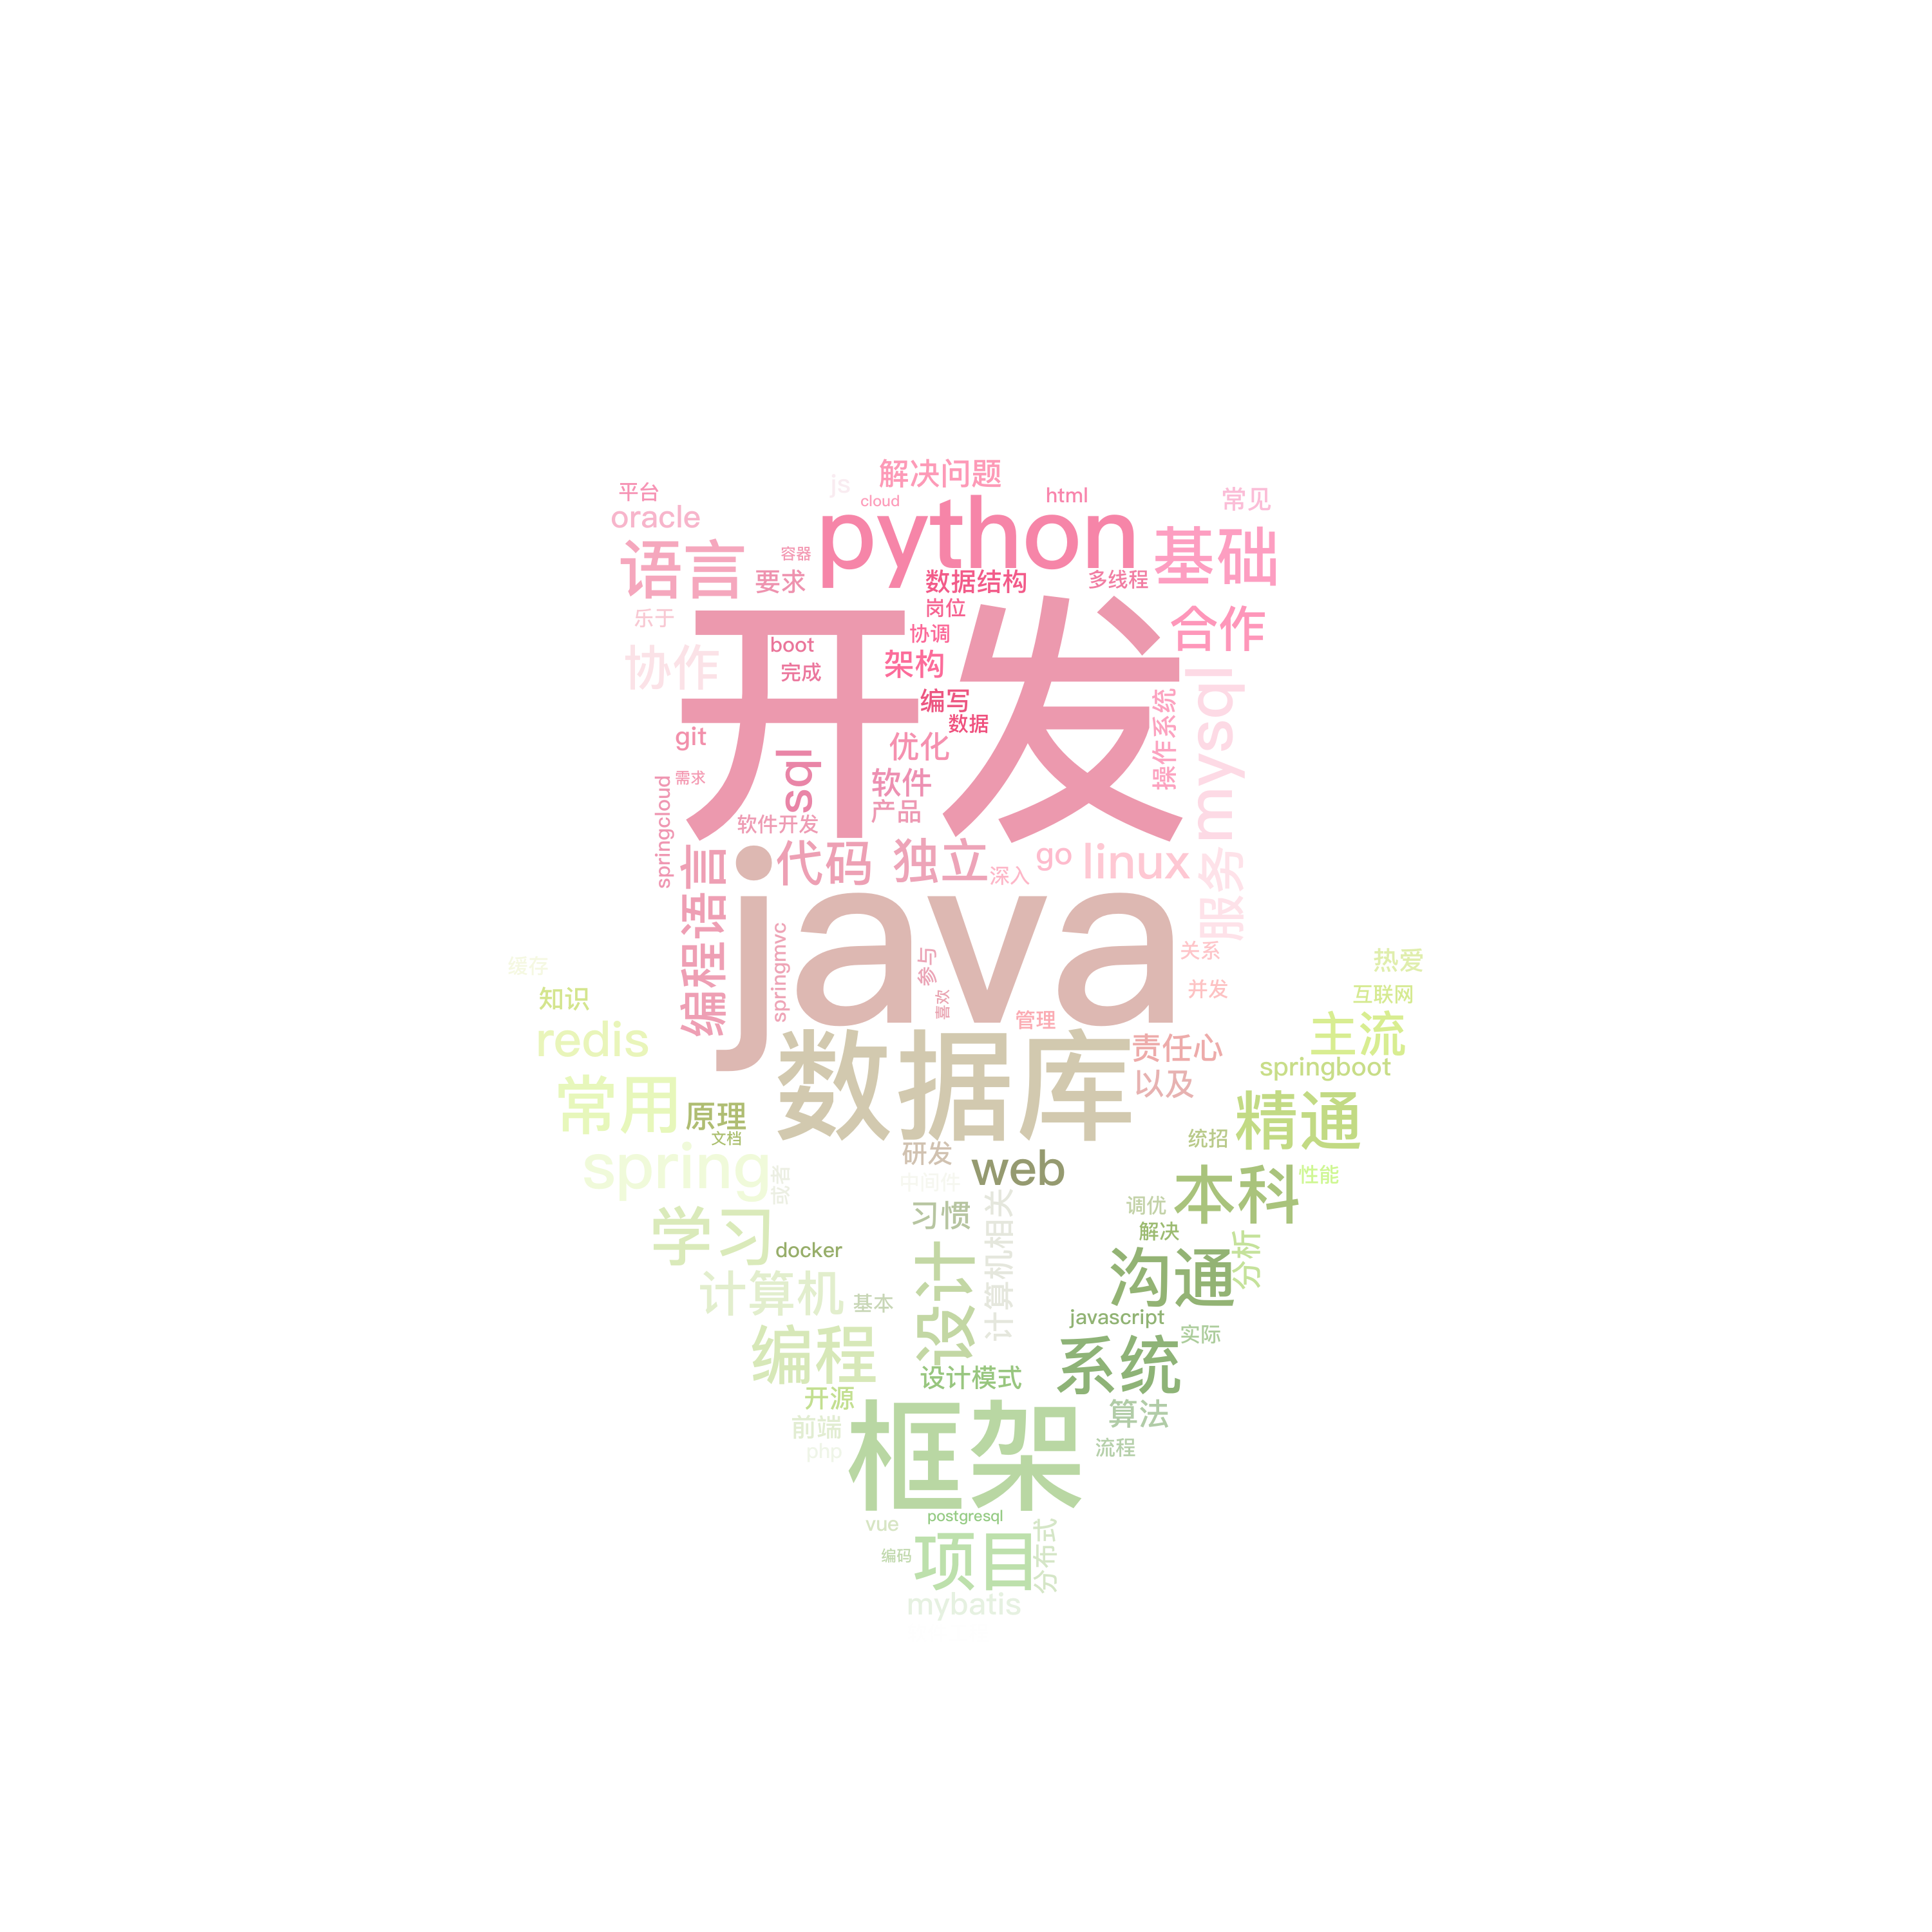 解决问题
js
cloud
html
平台
常见
oracle
python
基础
语言
容器
要求
数据结构
多线程
乐于
岗位
协调
合作
协作
boot
完成
架构
开发
编写
数据
mysql
操作系统
git
优化
sql
需求
软件
产品
springcloud
软件开发
代码
独立
深入
go
linux
服务
编程语言
java
springmvc
参与
喜欢
关系
并发
缓存
知识
热爱
互联网
管理
redis
主流
责任心
springboot
数据库
以及
常用
原理
文档
精通
统招
研发
web
中间件
spring
或者
本科
性能
调优
学习
习惯
计算机相关
解决
docker
沟通
分析
计算机
基本
设计
javascript
实际
编程
系统
设计模式
开源
前端
php
框架
算法
流程
vue
postgresql
编码
项目
分布式
mybatis